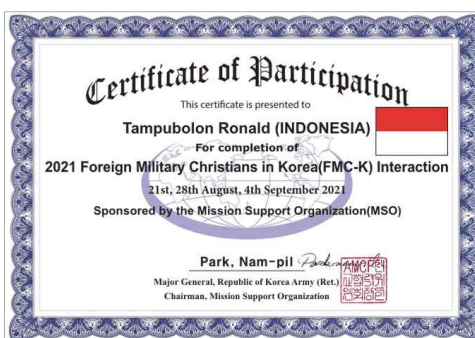 Certificate of Participation
This certificate is presented to
Tampubolon Ronald (INDONESIA)
For completion of
2021 Foreign Military Christians in Korea(FMC-K) Interaction
21st, 28th August, 4th September 2021
Sponsored by the Mission Support Organization(MSO)
Park, Nam-pil
Major General, Republic of Korea Army (Ret.)
Chairman, Mission Support Organization